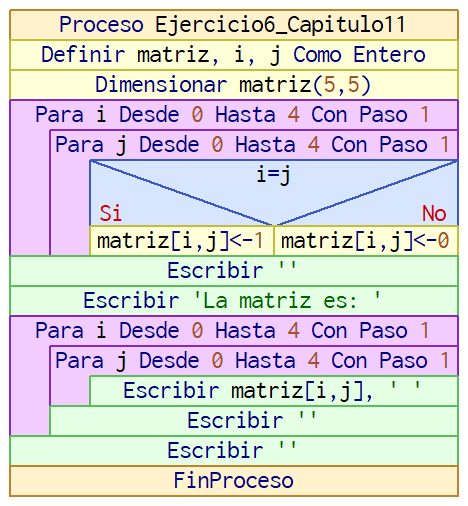 Proceso Ejercicio6_Capitulo11
Definir matriz, i, j Como Entero
Dimensionar matriz(5,5)
Para i Desde 0 Hasta 4 Con Paso 1
Para j Desde 0 Hasta 4 Con Paso 1
i=j
Si No
matriz[i,j]<-1 matriz[i,j]<-0
Escribir ''
Escribir 'La matriz es: '
Para i Desde 0 Hasta 4 Con Paso 1
Para j Desde 0 Hasta 4 Con Paso 1
Escribir matriz[i,j], ' '
Escribir ''
Escribir ''
FinProceso